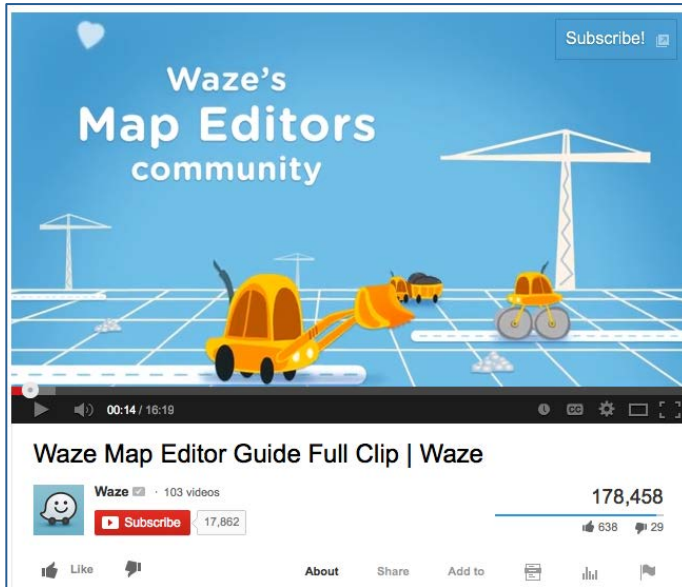 Subscribe!
Waze's
Map Editors
community
00:14 / 16:19
CC
Waze Map Editor Guide Full Clip | Waze
Waze · 103 videos
Subscribe 17,862
178,458
638 29
Like About Share Add to